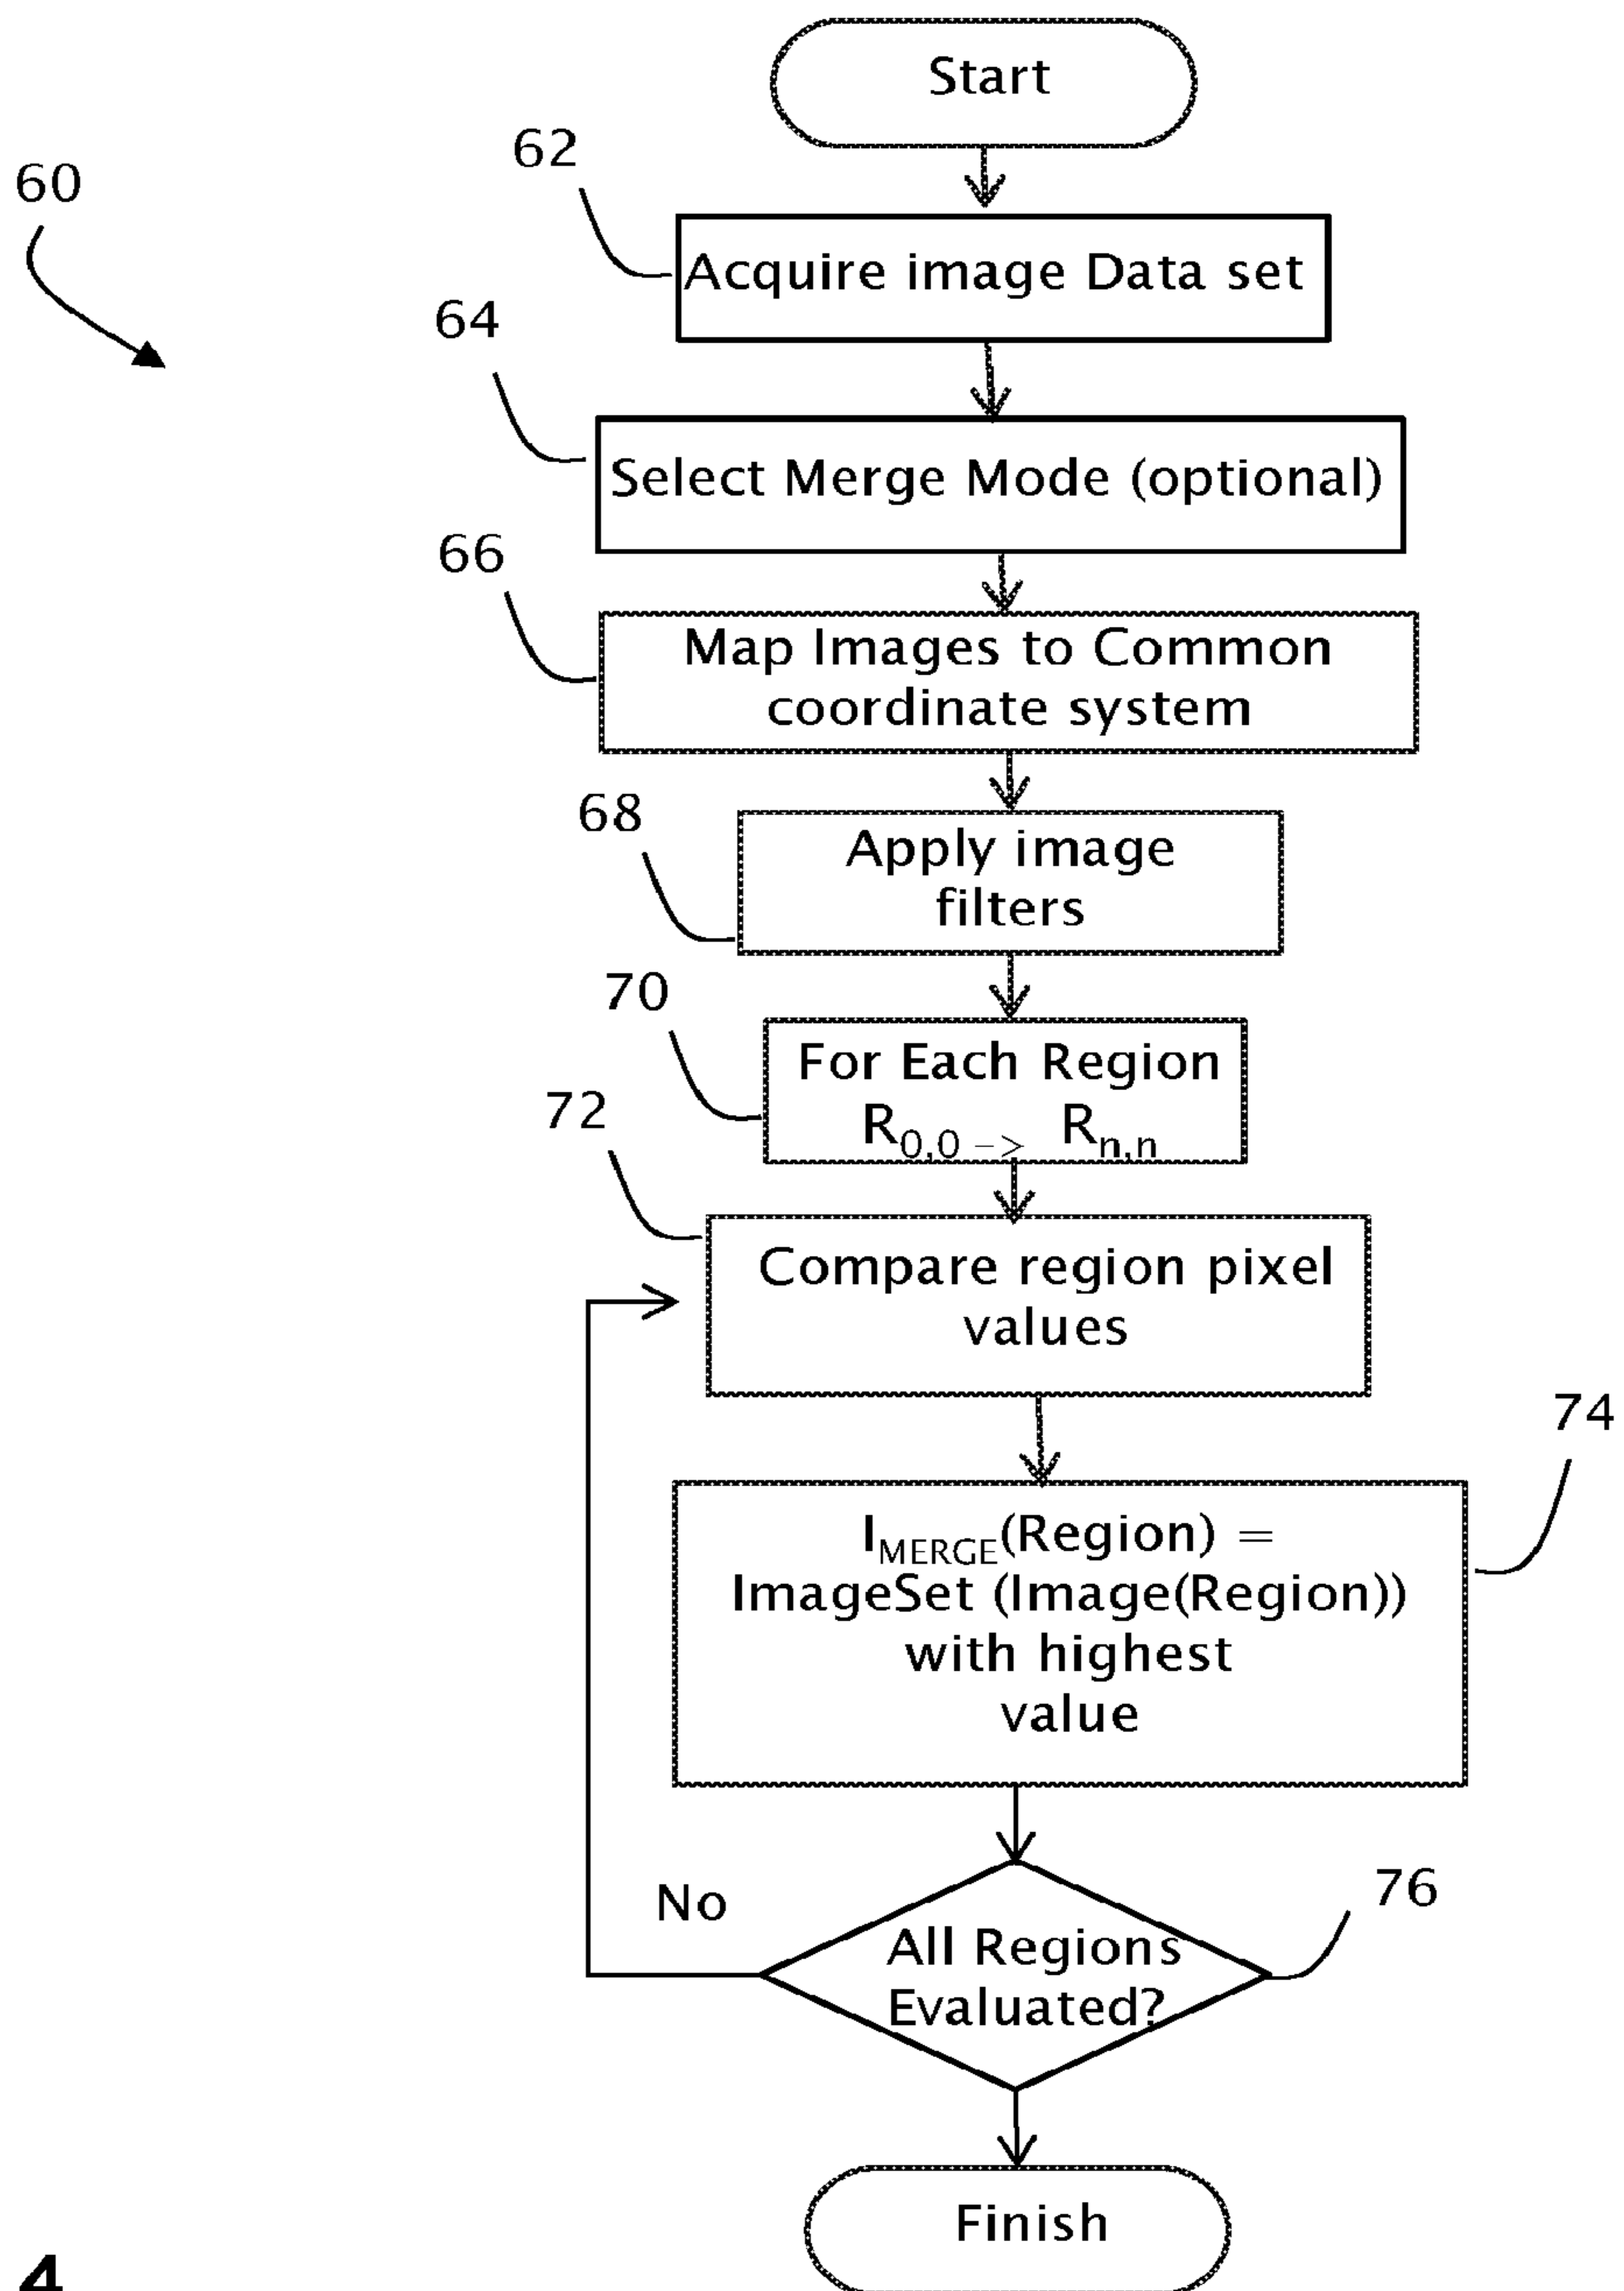 Start
60
62
Acquire image Data set
64
Select Merge Mode (optional)
66
Map Images to Common
coordinate system
68
Apply image
filters
70
For Each Region
R0,0 -> Rn,n
72
Compare region pixel
values
74
IMERGE(Region) =
ImageSet (Image(Region))
with highest
value
76
No
All Regions
Evaluated?
Finish
4